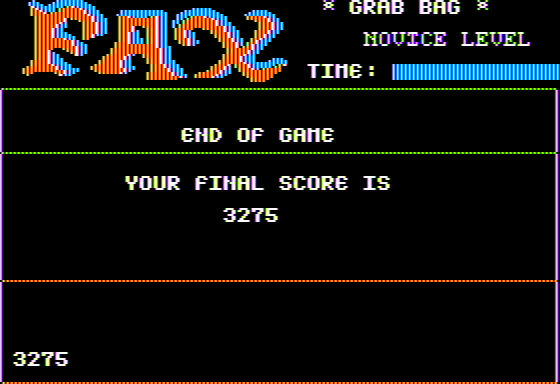 FAX
* GRAB BAG *
NOVICE LEVEL
TIME:
END OF GAME
YOUR FINAL SCORE IS
3275
3275